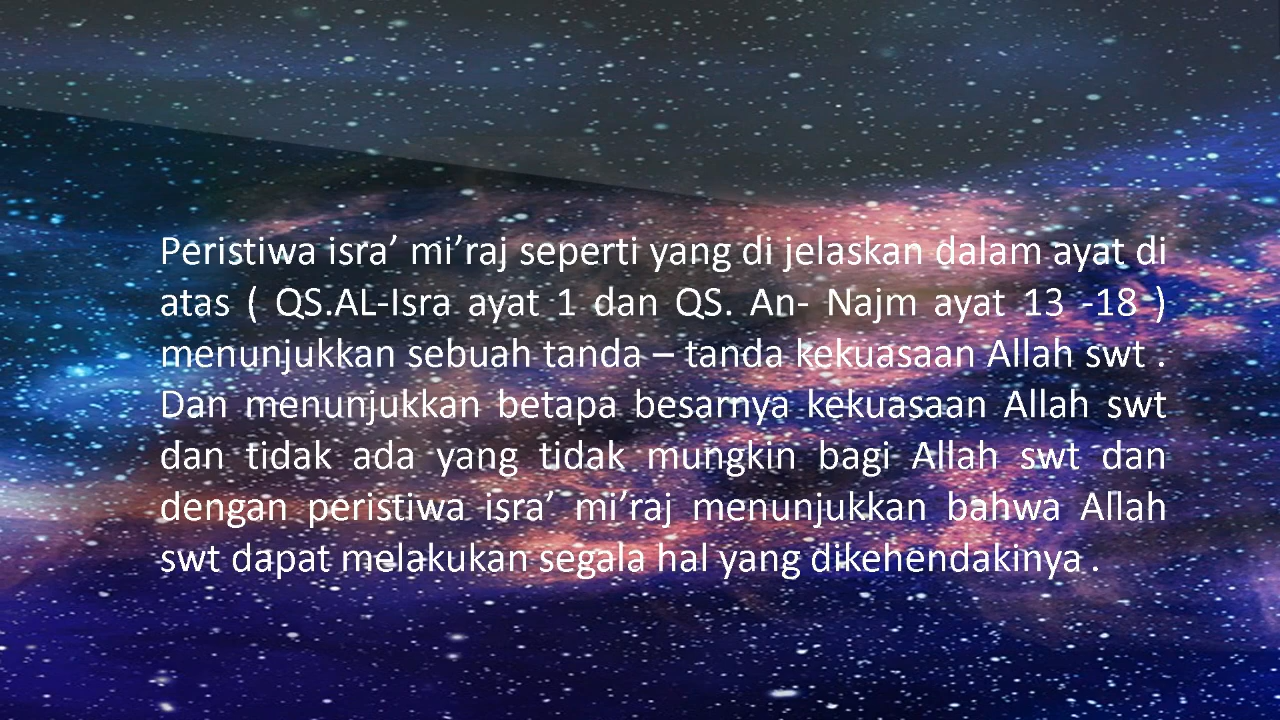 Peristiwa isra’ mi’raj seperti yang di jelaskan dalam ayat di
atas ( QS.AL-Isra ayat 1 dan QS. An- Najm ayat 13 -18 )
menunjukkan sebuah tanda – tanda kekuasaan Allah swt .
Dan menunjukkan betapa besarnya kekuasaan Allah swt
dan tidak ada yang tidak mungkin bagi Allah swt dan
dengan peristiwa isra’ mi’raj menunjukkan bahwa Allah
swt dapat melakukan segala hal yang dikehendakinya .